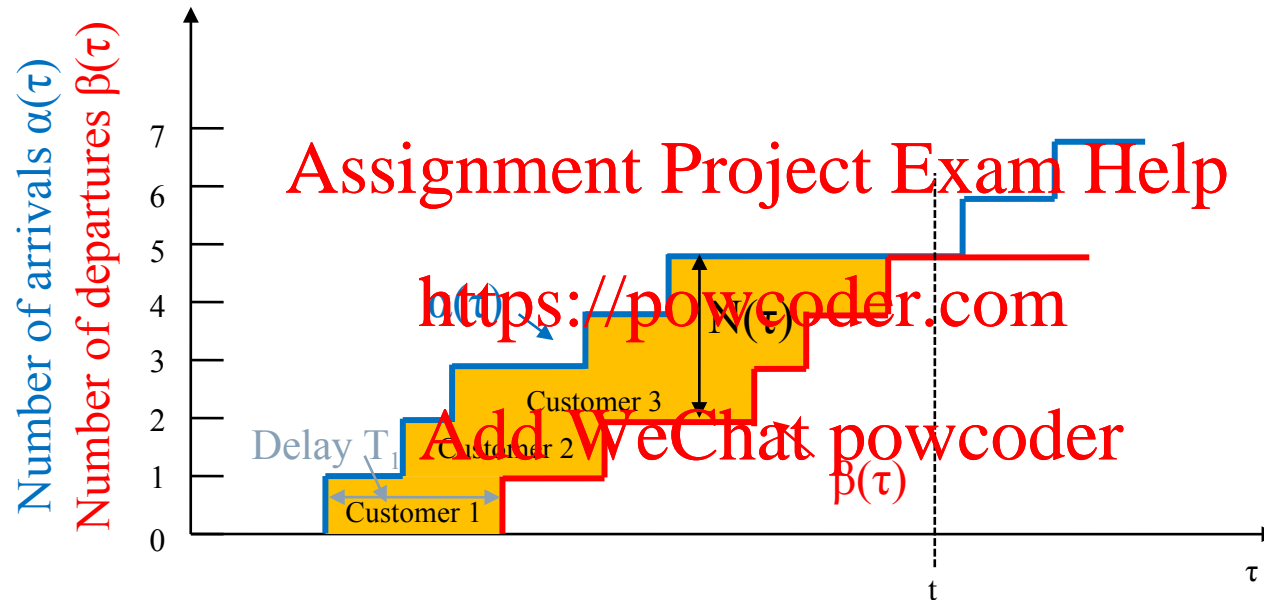 Number of arrivals α(τ)
Number of departures β(τ)
7
6
5
4
3
2
1
0
Assignment Project Exam Help
α(τ)
https://powcoder.com
N(τ)
Customer 3
Add WeChat powcoder
Delay T1
Customer 2
β(τ)
Customer 1
τ
t